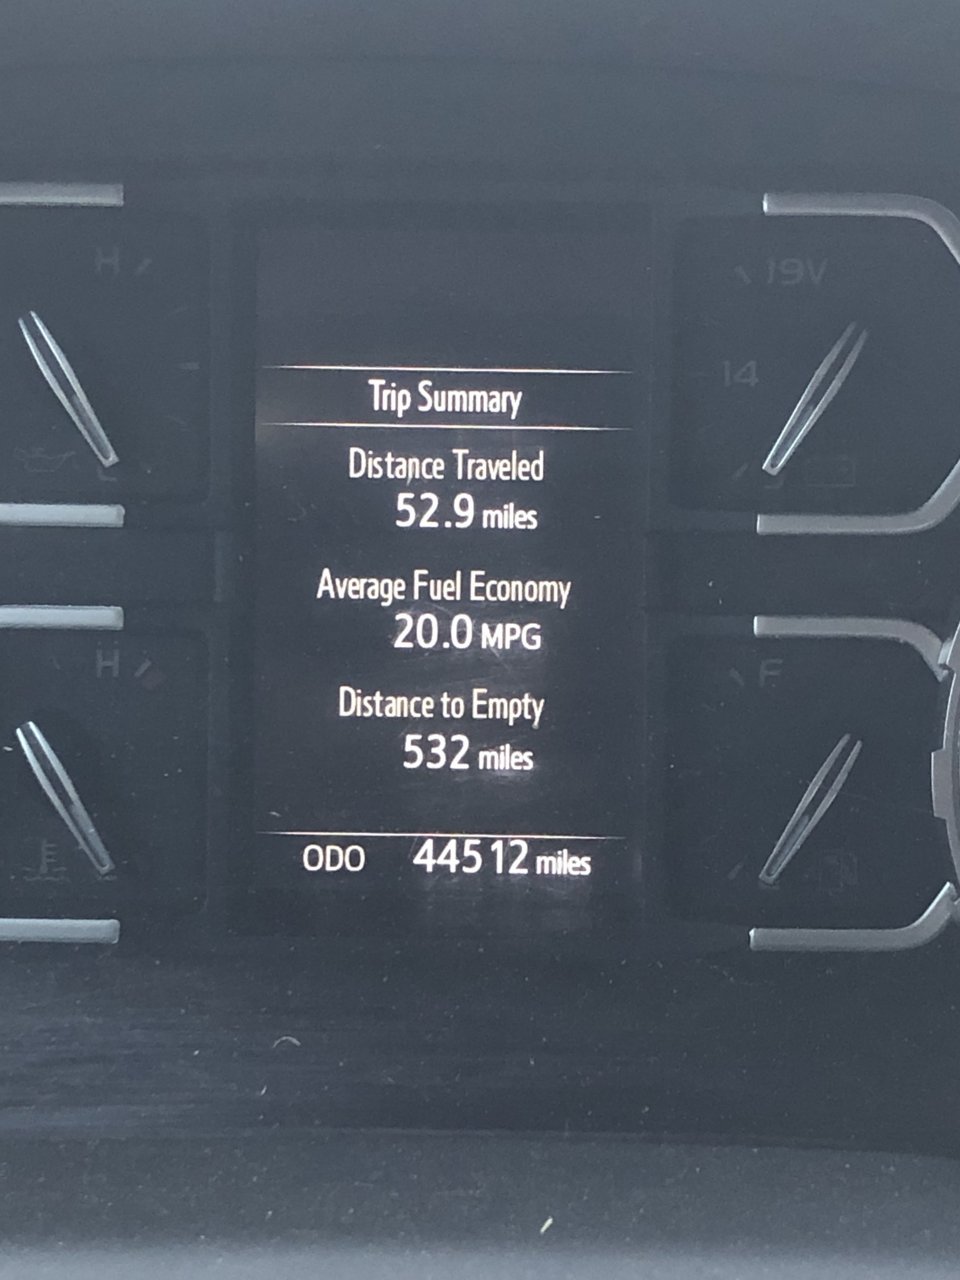 H
19V
14
Trip Summary
Distance Traveled
52.9 miles
Average Fuel Economy
20.0 MPG
H
F
Distance to Empty
532 miles
ODO 44512 miles